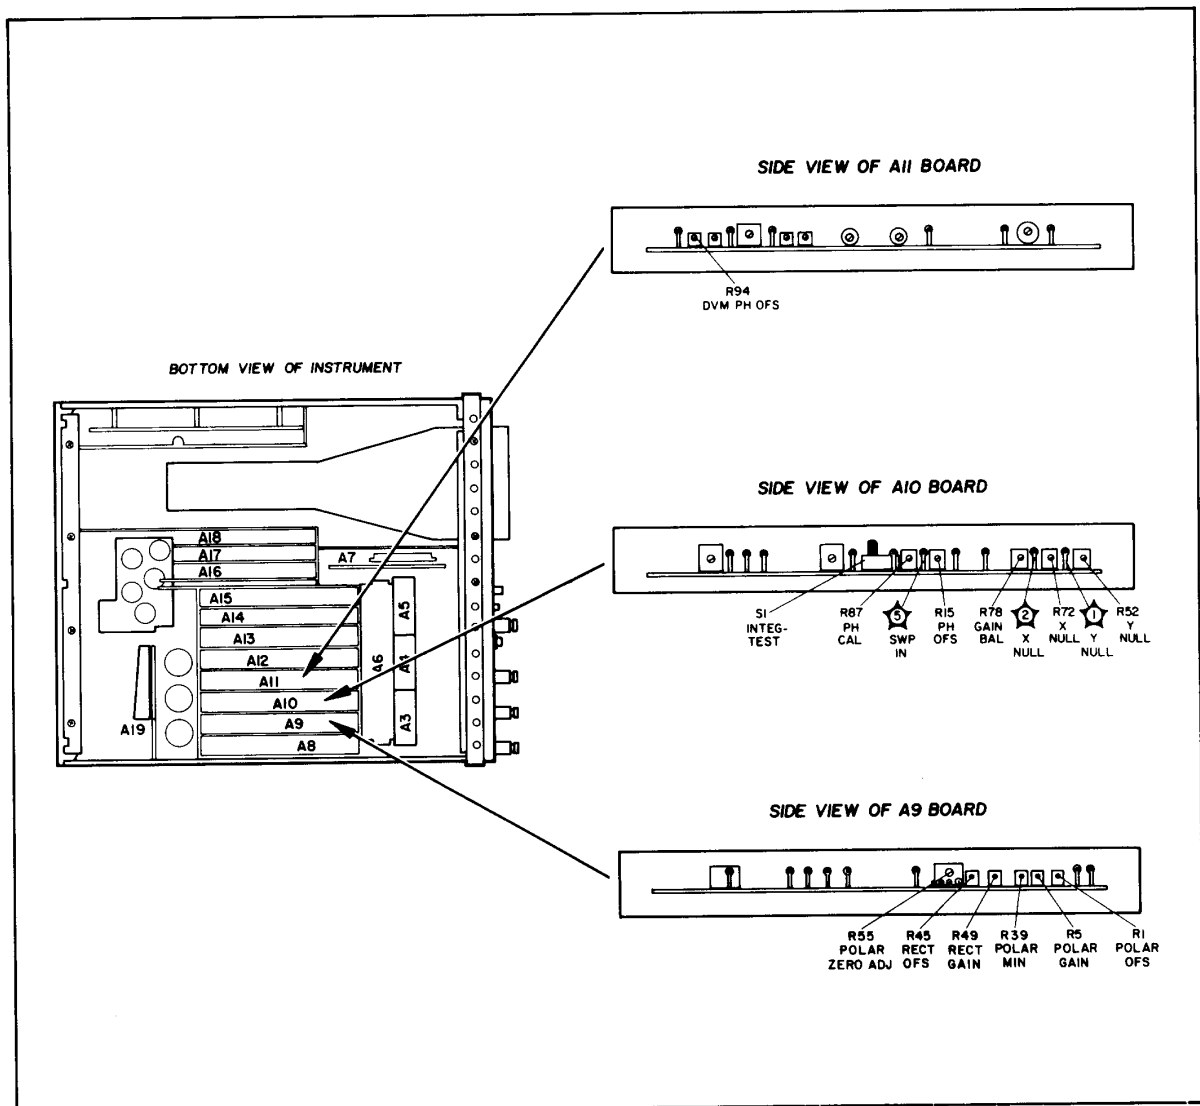 SIDE VIEW OF A11 BOARD
R94
DVM PH OFS
BOTTOM VIEW OF INSTRUMENT
A18
A17
A16
A15
A14
A13
A12
A11
A10
A9
A8
A7
A6
A5
A4
A3
A19
SIDE VIEW OF A10 BOARD
S1
INTEG-
TEST
R87
PH
CAL
5
SWP
IN
R15
PH
OFS
R78
GAIN
BAL
2
X
NULL
R72
X
NULL
1
Y
NULL
R52
Y
NULL
SIDE VIEW OF A9 BOARD
R55
POLAR
ZERO ADJ
R45
RECT
OFS
R49
RECT
GAIN
R39
POLAR
MIN
R5
POLAR
GAIN
R1
POLAR
OFS